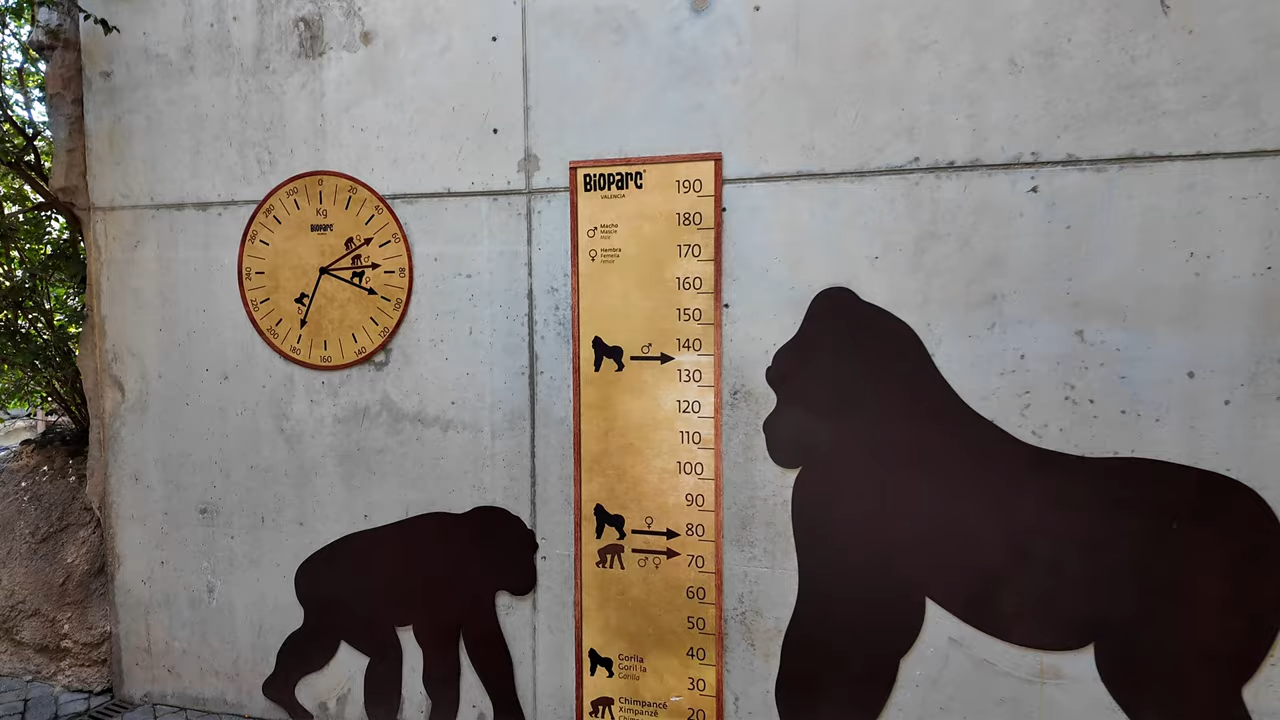 0
20
40
60
80
100
120
140
160
180
200
220
240
260
280
300
Kg
BIOPARC
BIOPARC
VALENCIA
♂ Macho
Mascle
Male
♀ Hembra
Femella
Female
190
180
170
160
150
♂
140
130
120
110
100
90
♀
80
♂ ♀
70
60
50
40
Gorila
Goril·la
Gorilla
30
Chimpancé
Ximpanzé
20